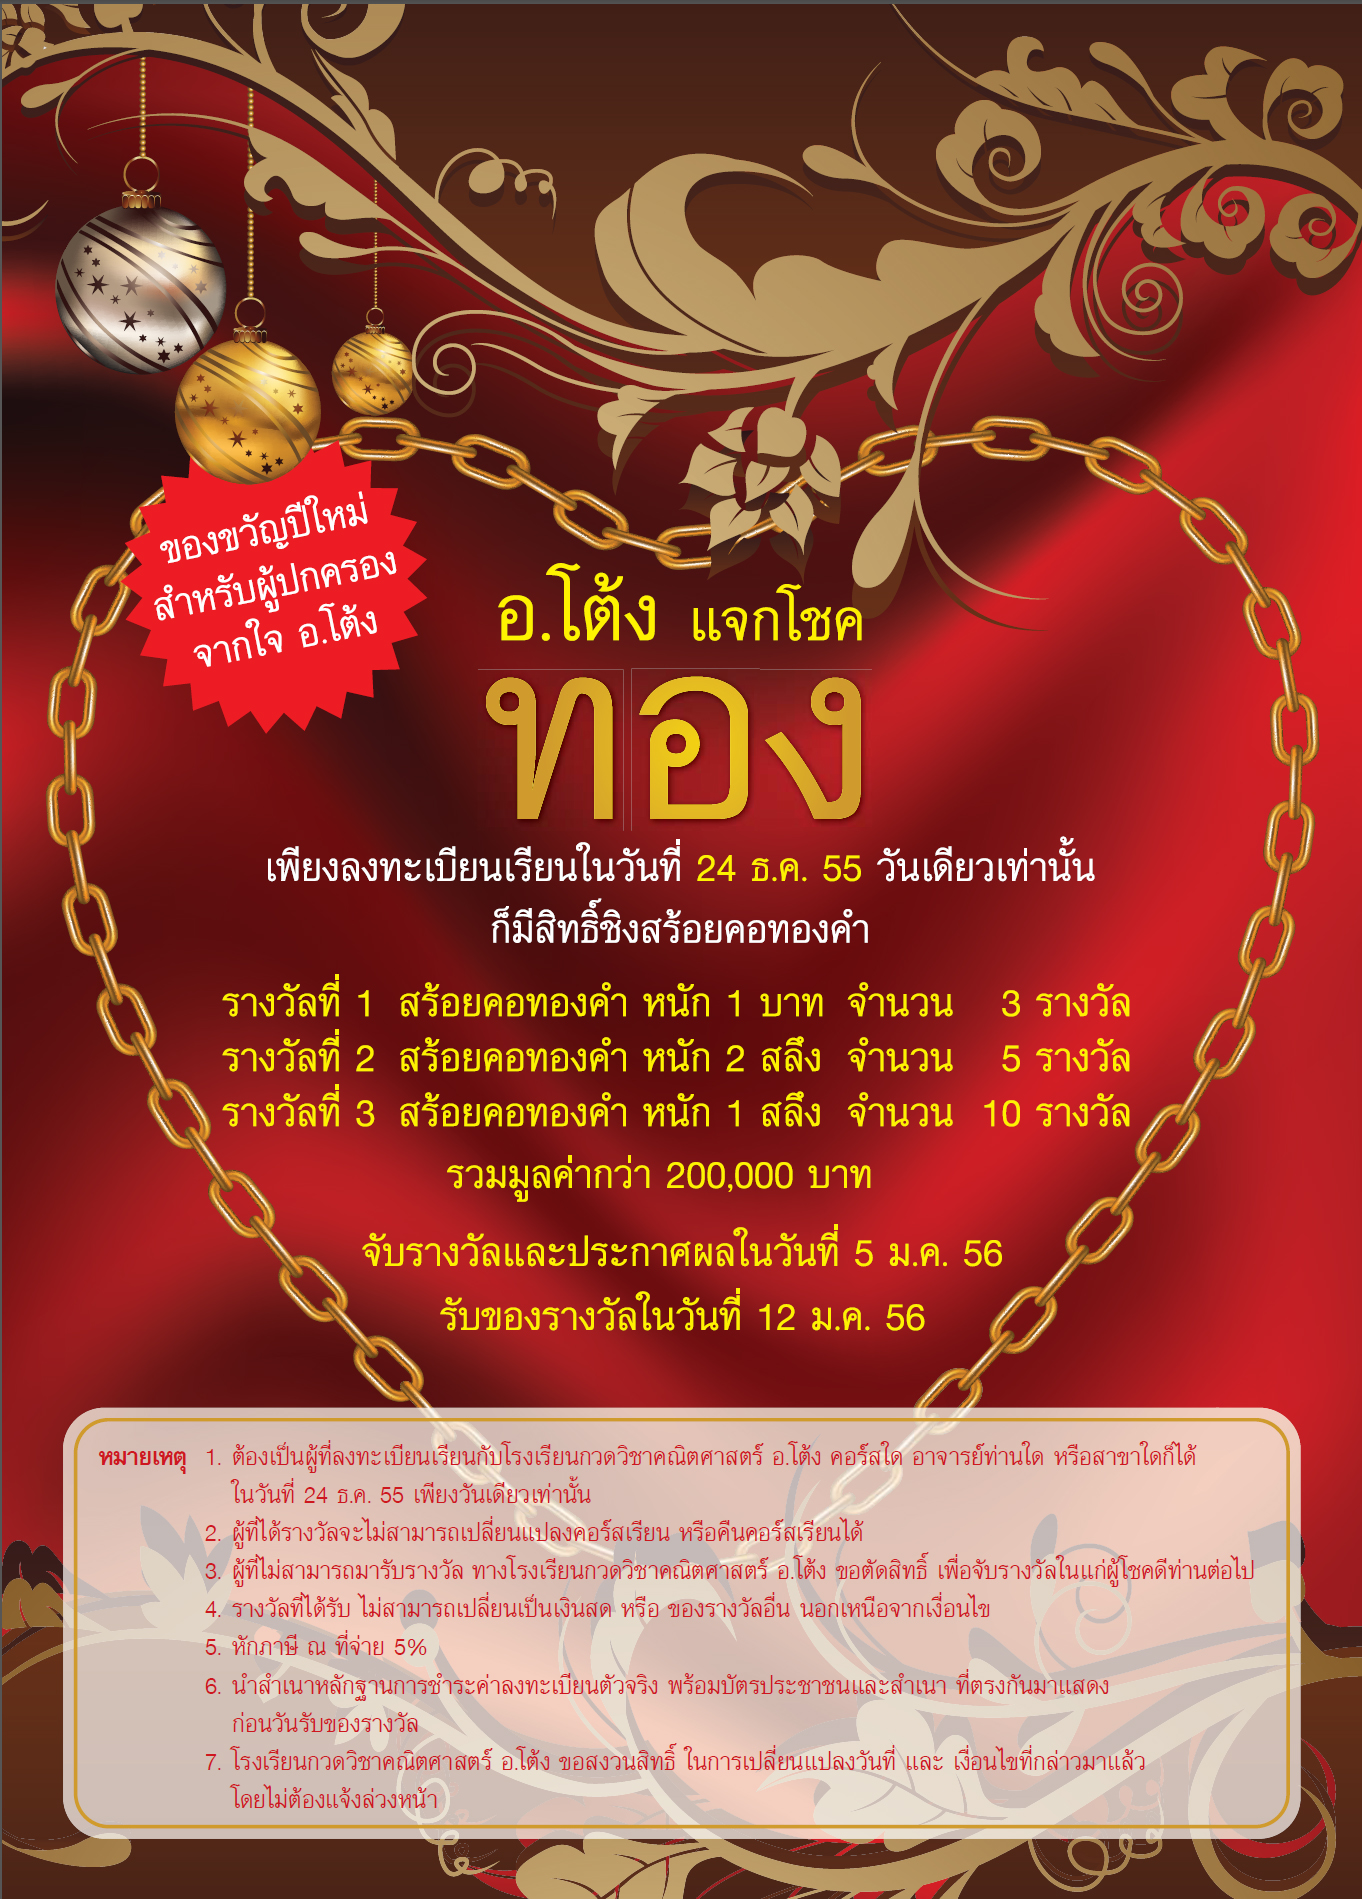 ของขวัญปีใหม่
สำหรับผู้ปกครอง
จากใจ อ.โต้ง
อ.โต้ง แจกโชค
ทอง
เพียงลงทะเบียนเรียนในวันที่ 24 ธ.ค. 55 วันเดียวเท่านั้น
ก็มีสิทธิ์ชิงสร้อยคอทองคำ
รางวัลที่ 1 สร้อยคอทองคำ หนัก 1 บาท จำนวน 3 รางวัล
รางวัลที่ 2 สร้อยคอทองคำ หนัก 2 สลึง จำนวน 5 รางวัล
รางวัลที่ 3 สร้อยคอทองคำ หนัก 1 สลึง จำนวน 10 รางวัล
รวมมูลค่ากว่า 200,000 บาท
จับรางวัลและประกาศผลในวันที่ 5 ม.ค. 56
รับของรางวัลในวันที่ 12 ม.ค. 56
หมายเหตุ 1. ต้องเป็นผู้ที่ลงทะเบียนเรียนกับโรงเรียนกวดวิชาคณิตศาสตร์ อ.โต้ง คอร์สใด อาจารย์ท่านใด หรือสาขาใดก็ได้
ในวันที่ 24 ธ.ค. 55 เพียงวันเดียวเท่านั้น
2. ผู้ที่ได้รางวัลจะไม่สามารถเปลี่ยนแปลงคอร์สเรียน หรือคืนคอร์สเรียนได้
3. ผู้ที่ไม่สามารถมารับรางวัล ทางโรงเรียนกวดวิชาคณิตศาสตร์ อ.โต้ง ขอตัดสิทธิ์ เพื่อจับรางวัลในแก่ผู้โชคดีท่านต่อไป
4. รางวัลที่ได้รับ ไม่สามารถเปลี่ยนเป็นเงินสด หรือ ของรางวัลอื่น นอกเหนือจากเงื่อนไข
5. หักภาษี ณ ที่จ่าย 5%
6. นำสำเนาหลักฐานการชำระค่าลงทะเบียนตัวจริง พร้อมบัตรประชาชนและสำเนา ที่ตรงกันมาแสดง
ก่อนวันรับของรางวัล
7. โรงเรียนกวดวิชาคณิตศาสตร์ อ.โต้ง ขอสงวนสิทธิ์ ในการเปลี่ยนแปลงวันที่ และ เงื่อนไขที่กล่าวมาแล้ว
โดยไม่ต้องแจ้งล่วงหน้า